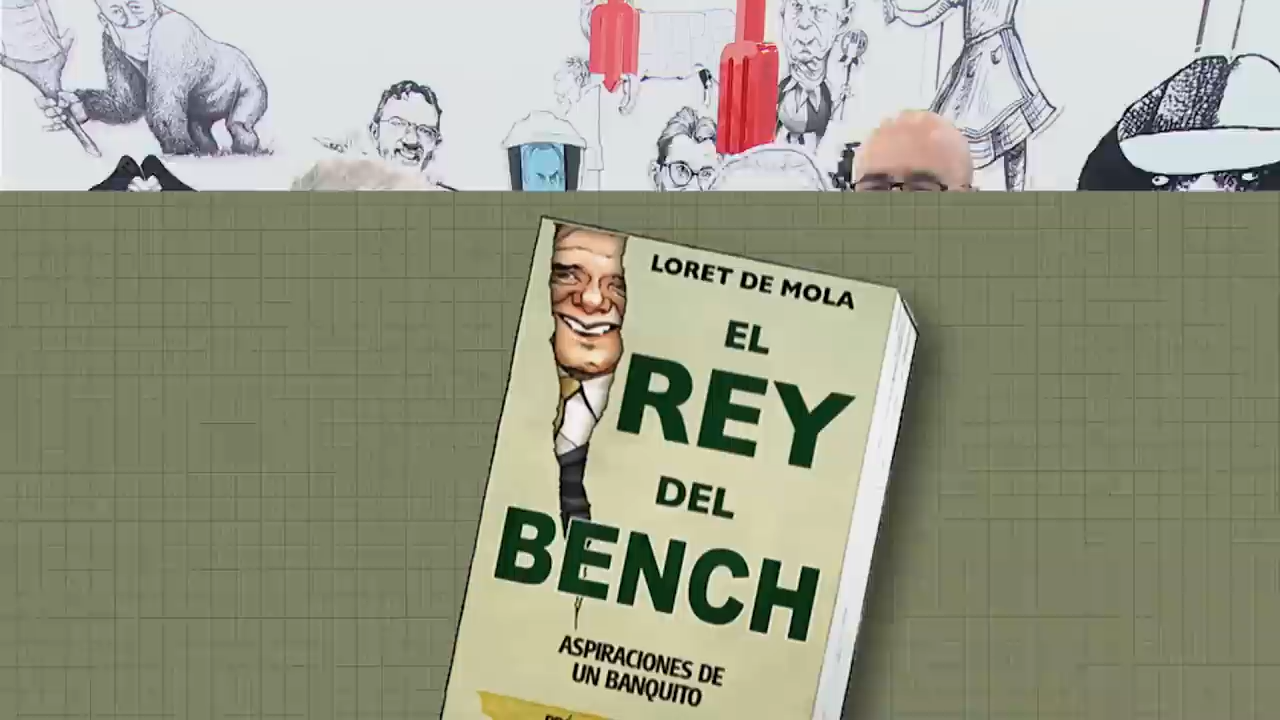 LORET DE MOLA
EL
REY
DEL
BENCH
ASPIRACIONES DE
UN BANQUITO